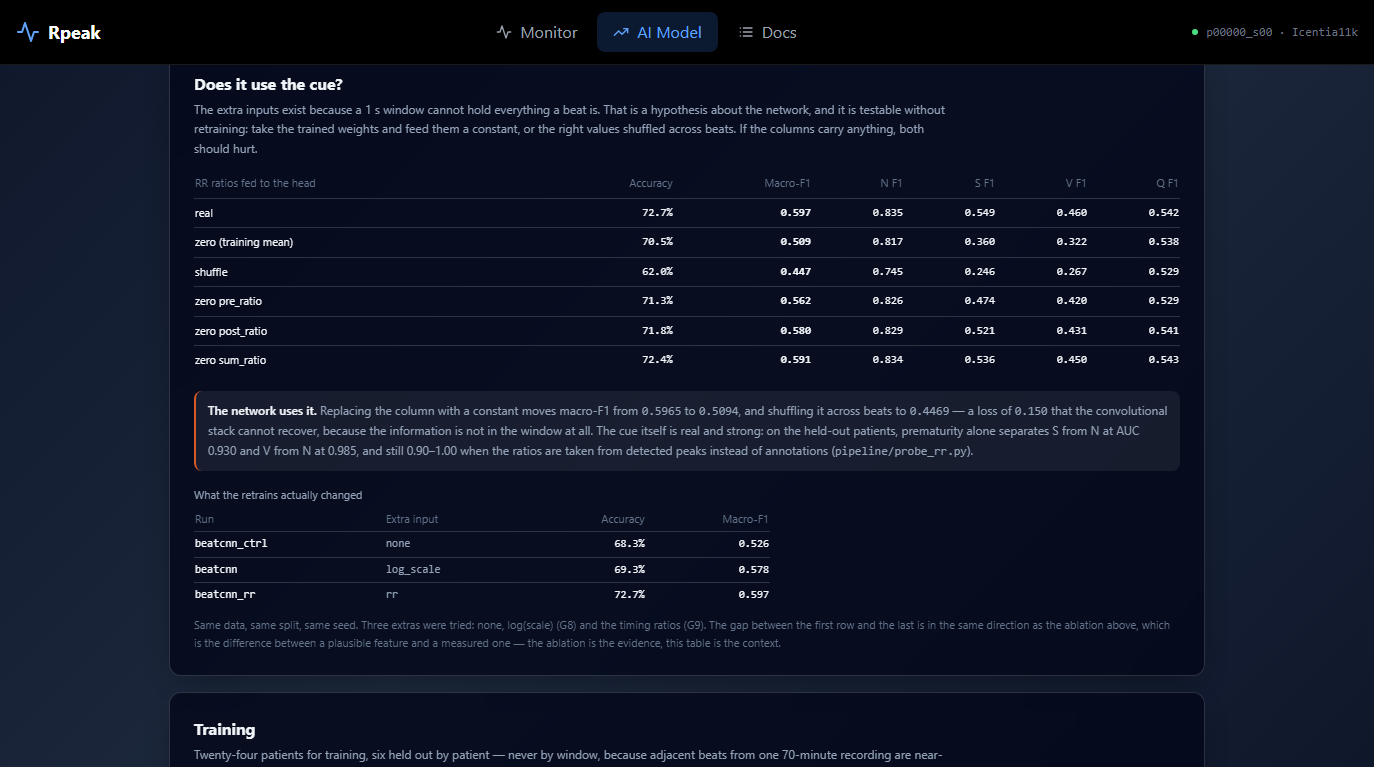 Rpeak
Monitor
AI Model
Docs
p00000_s00 · Icentia11k
Does it use the cue?
The extra inputs exist because a 1 s window cannot hold everything a beat is. That is a hypothesis about the network, and it is testable without
retraining: take the trained weights and feed them a constant, or the right values shuffled across beats. If the columns carry anything, both
should hurt.
RR ratios fed to the head Accuracy Macro-F1 N F1 S F1 V F1 Q F1
real 72.7% 0.597 0.835 0.549 0.460 0.542
zero (training mean) 70.5% 0.509 0.817 0.360 0.322 0.538
shuffle 62.0% 0.447 0.745 0.246 0.267 0.529
zero pre_ratio 71.3% 0.562 0.826 0.474 0.420 0.529
zero post_ratio 71.8% 0.580 0.829 0.521 0.431 0.541
zero sum_ratio 72.4% 0.591 0.834 0.536 0.450 0.543
The network uses it. Replacing the column with a constant moves macro-F1 from 0.5965 to 0.5094, and shuffling it across beats to 0.4469 — a loss of 0.150 that the convolutional
stack cannot recover, because the information is not in the window at all. The cue itself is real and strong: on the held-out patients, prematurity alone separates S from N at AUC
0.930 and V from N at 0.985, and still 0.90–1.00 when the ratios are taken from detected peaks instead of annotations (pipeline/probe_rr.py).
What the retrains actually changed
Run Extra input Accuracy Macro-F1
beatcnn_ctrl none 68.3% 0.526
beatcnn log_scale 69.3% 0.578
beatcnn_rr rr 72.7% 0.597
Same data, same split, same seed. Three extras were tried: none, log(scale) (G8) and the timing ratios (G9). The gap between the first row and the last is in the same direction as the ablation above, which
is the difference between a plausible feature and a measured one — the ablation is the evidence, this table is the context.
Training
Twenty-four patients for training, six held out by patient — never by window, because adjacent beats from one 70-minute recording are near-